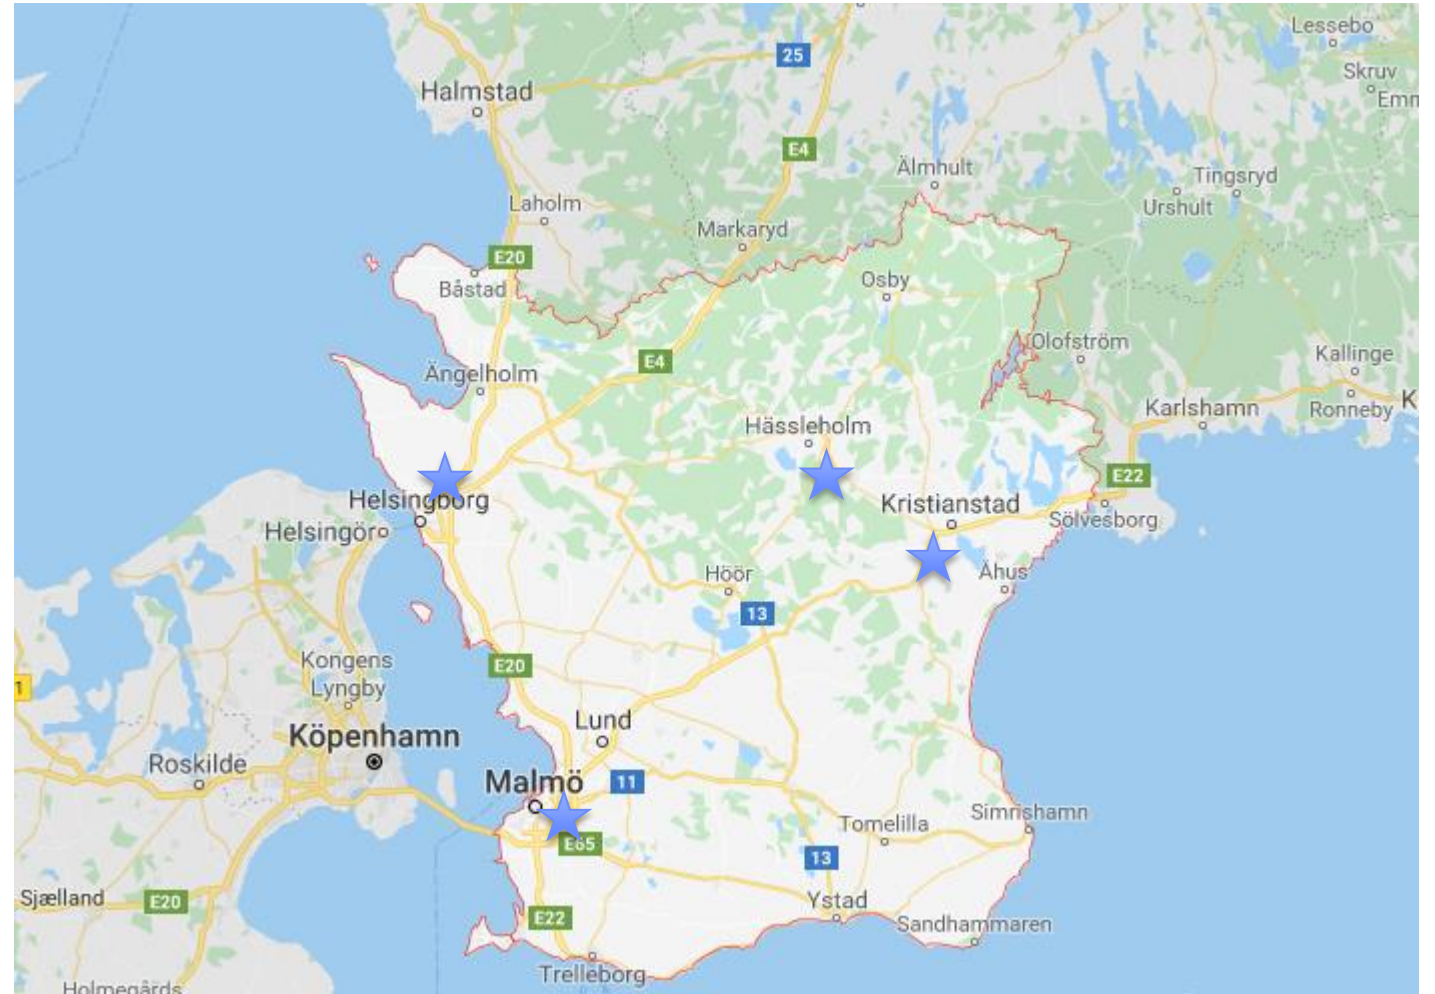 Lessebo
25
Skruv
Halmstad
Emn
E4
Älmhult
Tingsryd
Laholm
Urshult
Markaryd
E20
Båstad
Osby
Olofström
E4
Kallinge
Ängelholm
Karlshamn
Ronneby
K
Hässleholm
E22
Helsingborg
Kristianstad
Sölvesborg
Helsingör
Höör
Åhus
13
Kongens
Lyngby
E20
1
Lund
Köpenhamn
Roskilde
Malmö
11
Simrishamn
Tomelilla
E65
13
Sjælland
E20
Ystad
E22
Sandhammaren
Trelleborg
Holmegårds